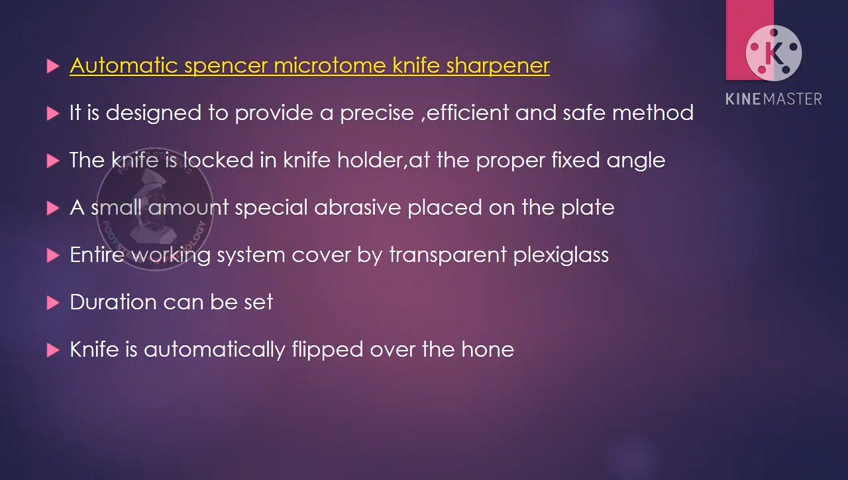 Automatic spencer microtome knife sharpener
It is designed to provide a precise ,efficient and safe method
The knife is locked in knife holder,at the proper fixed angle
A small amount special abrasive placed on the plate
Entire working system cover by transparent plexiglass
Duration can be set
Knife is automatically flipped over the hone
K
KINEMASTER